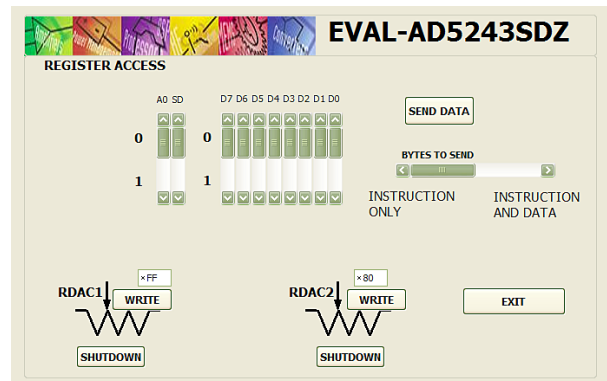 EVAL-AD5243SDZ
REGISTER ACCESS
A0 SD
D7 D6 D5 D4 D3 D2 D1 D0
SEND DATA
0
0
BYTES TO SEND
1
1
INSTRUCTION
ONLY
INSTRUCTION
AND DATA
×FF
RDAC1
WRITE
SHUTDOWN
×80
RDAC2
WRITE
SHUTDOWN
EXIT